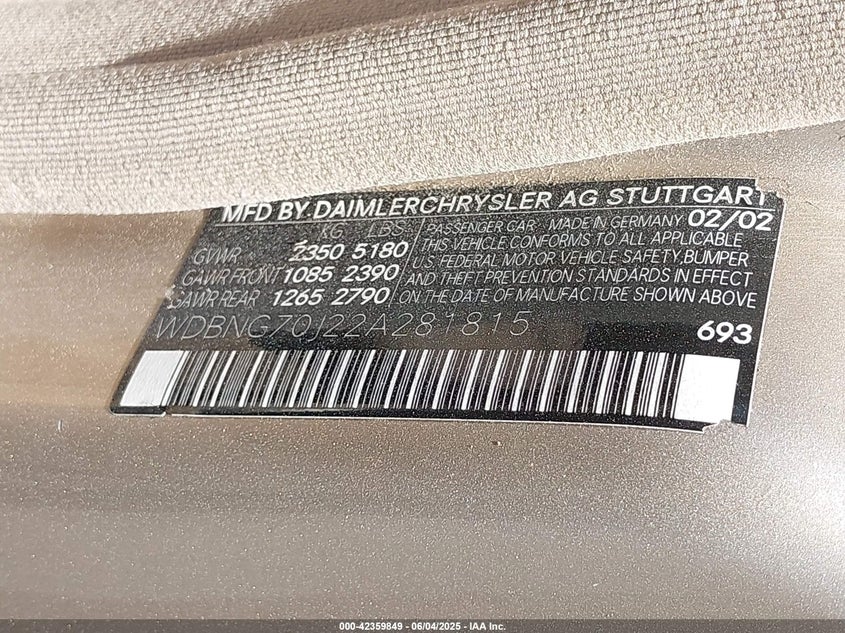 MFD BY DAIMLERCHRYSLER AG STUTTGART
KG LBS
GVWR 2350 5180
GAWR FRONT 1085 2390
GAWR REAR 1265 2790
PASSENGER CAR MADE IN GERMANY 02/02
THIS VEHICLE CONFORMS TO ALL APPLICABLE
U.S. FEDERAL MOTOR VEHICLE SAFETY, BUMPER
AND THEFT PREVENTION STANDARDS IN EFFECT
ON THE DATE OF MANUFACTURE SHOWN ABOVE
WDBNG70J22A281815
693
000-42359849 - 06/04/2025 - IAA Inc.